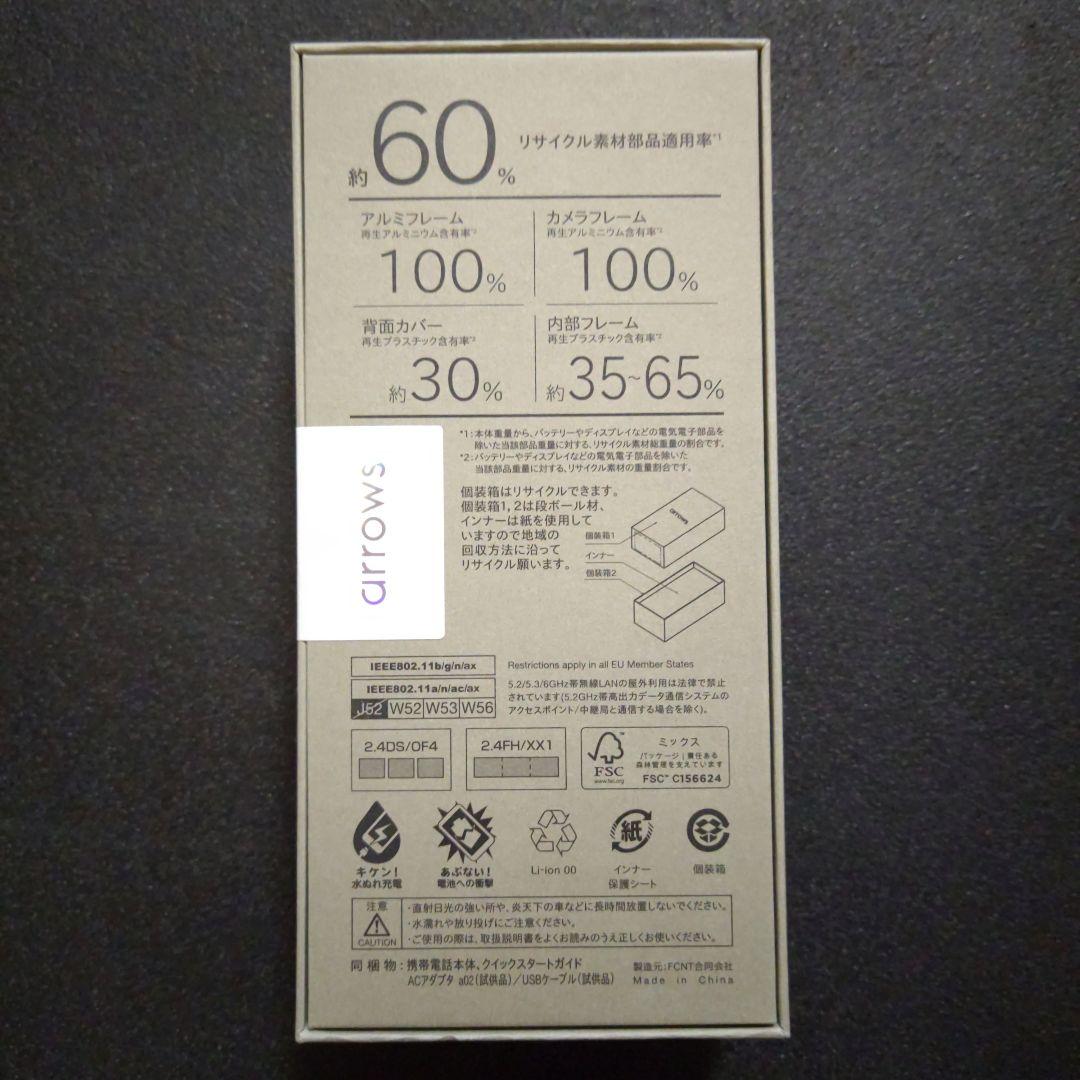 約60% リサイクル素材部品適用率*1
アルミフレーム
再生アルミニウム含有率*2
100%
カメラフレーム
再生アルミニウム含有率*2
100%
背面カバー
再生プラスチック含有率*2
約30%
内部フレーム
再生プラスチック含有率*2
約35~65%
*1:本体重量から、バッテリーやディスプレイなどの電気電子部品を
除いた当該部品重量に対する、リサイクル素材総重量の割合です。
*2:バッテリーやディスプレイなどの電気電子部品を除いた
当該部品重量に対する、リサイクル素材の重量割合です。
arrows
個装箱はリサイクルできます。
個装箱1,2は段ボール材、
インナーは紙を使用して
いますので地域の
回収方法に沿って
リサイクル願います。
arrows
個装箱1
インナー
個装箱2
IEEE802.11b/g/n/ax
IEEE802.11a/n/ac/ax
J52 W52 W53 W56
Restrictions apply in all EU Member States
5.2/5.3/6GHz帯無線LANの屋外利用は法律で禁止
されています(5.2GHz帯高出力データ通信システムの
アクセスポイント/中継局と通信する場合を除く)。
2.4DS/OF4
2.4FH/XX1
FSC
www.fsc.org
ミックス
パッケージ|責任ある
森林管理を支えています
FSC™ C156624
キケン!
水ぬれ充電
あぶない!
電池への衝撃
Li-ion 00
紙
インナー
保護シート
個装箱
注意
CAUTION
・直射日光の強い所や、炎天下の車などに長時間放置しないでください。
・水濡れや放り投げにご注意ください。
・ご使用の際は、取扱説明書をよくお読みのうえ正しくお使いください。
同梱物:携帯電話本体、クイックスタートガイド
ACアダプタ a02(試供品)/USBケーブル(試供品)
製造元:FCNT合同会社
Made in China